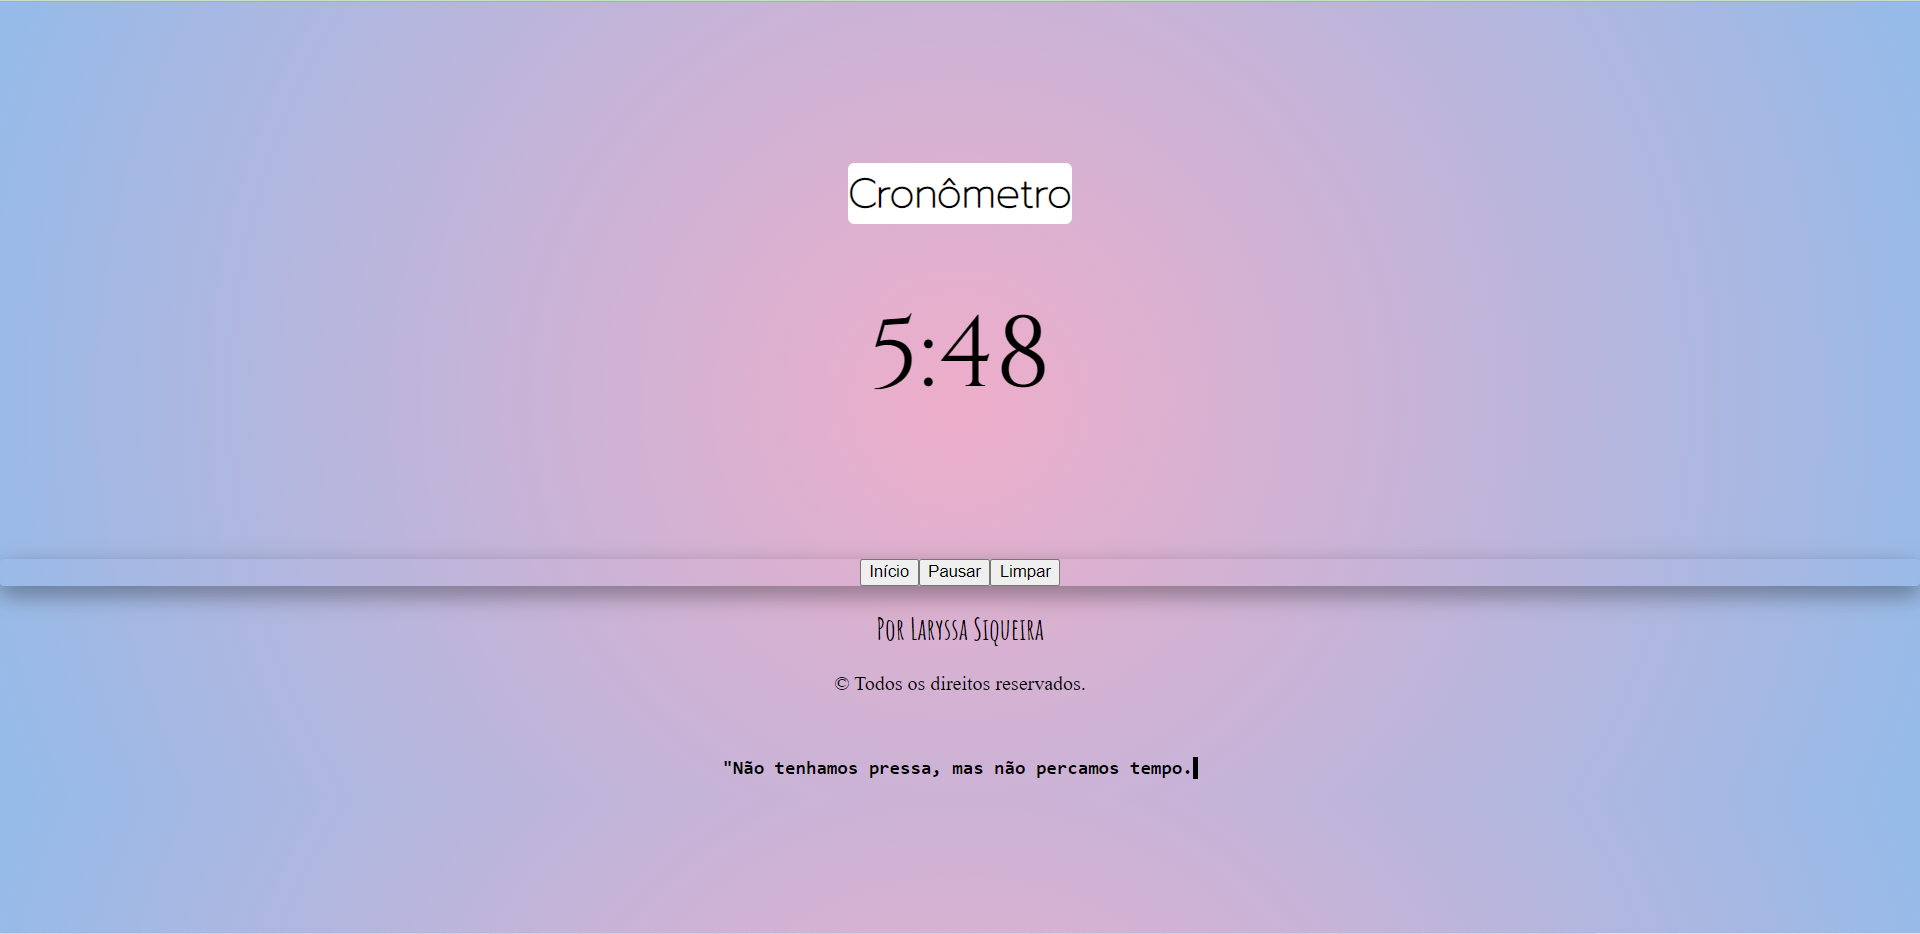 Cronômetro
5:48
Início Pausar Limpar
Por Laryssa Siqueira
© Todos os direitos reservados.
"Não tenhamos pressa, mas não percamos tempo.